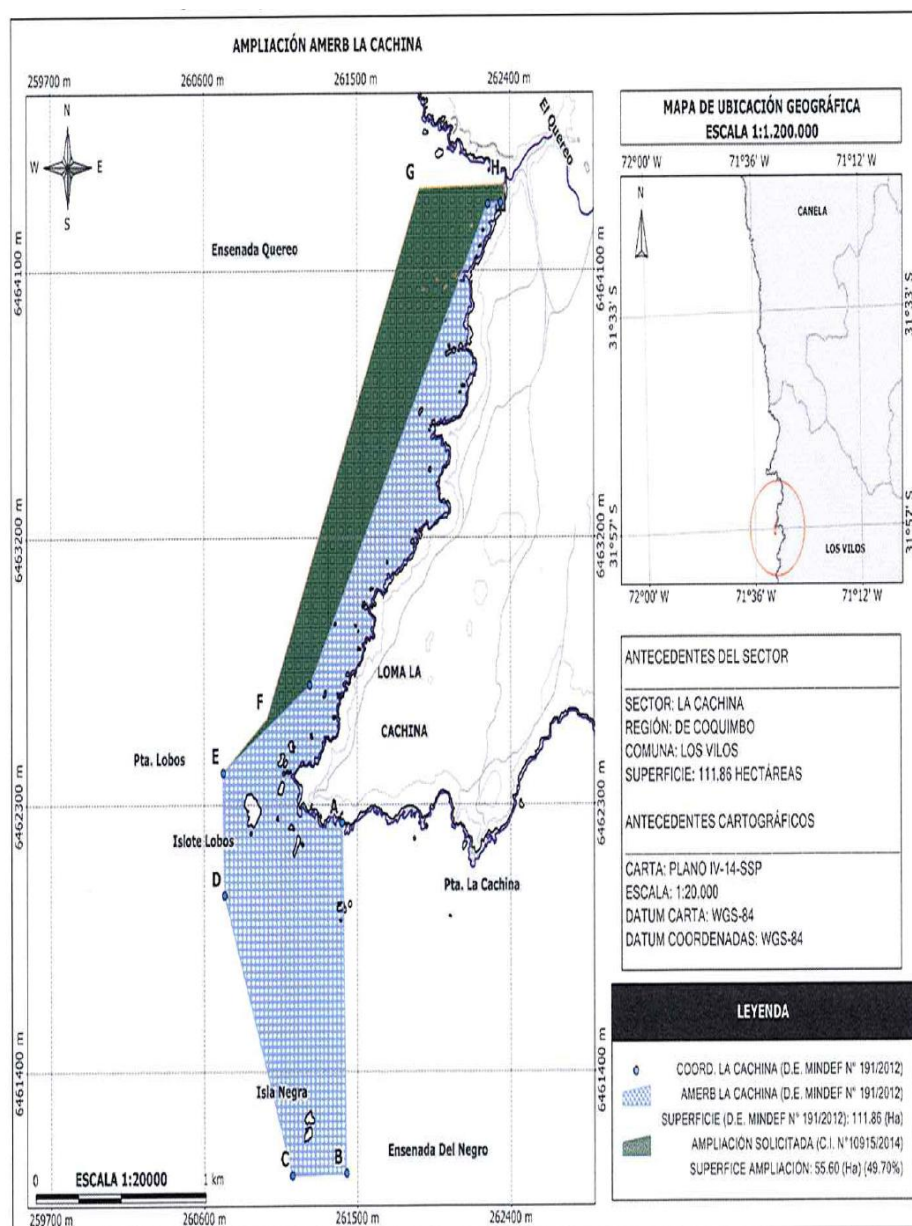 AMPLIACIÓN AMERB LA CACHINA
259700 m
260600 m
261500 m
262400 m
N
W
E
S
G
H
El Quereo
Ensenada Quereo
6464100 m
6464100 m
6463200 m
6463200 m
LOMA LA
CACHINA
F
Pta. Lobos
E
6462300 m
6462300 m
A
Islote Lobos
D
Pta. La Cachina
6461400 m
6461400 m
Isla Negra
Ensenada Del Negro
C
B
0
ESCALA 1:20000
1 km
259700 m
260600 m
261500 m
262400 m
MAPA DE UBICACIÓN GEOGRÁFICA
ESCALA 1:1.200.000
72°00' W
71°36' W
71°12' W
N
CANELA
31°33' S
31°33' S
31°57' S
31°57' S
LOS VILOS
72°00' W
71°36' W
71°12' W
ANTECEDENTES DEL SECTOR
SECTOR: LA CACHINA
REGIÓN: DE COQUIMBO
COMUNA: LOS VILOS
SUPERFICIE: 111.86 HECTÁREAS
ANTECEDENTES CARTOGRÁFICOS
CARTA: PLANO IV-14-SSP
ESCALA: 1:20.000
DATUM CARTA: WGS-84
DATUM COORDENADAS: WGS-84
LEYENDA
COORD. LA CACHINA (D.E. MINDEF N° 191/2012)
AMERB LA CACHINA (D.E. MINDEF N° 191/2012)
SUPERFICIE (D.E. MINDEF N° 191/2012): 111.86 (Ha)
AMPLIACIÓN SOLICITADA (C.I. N°10915/2014)
SUPERFICE AMPLIACIÓN: 55.60 (Ha) (49.70%)